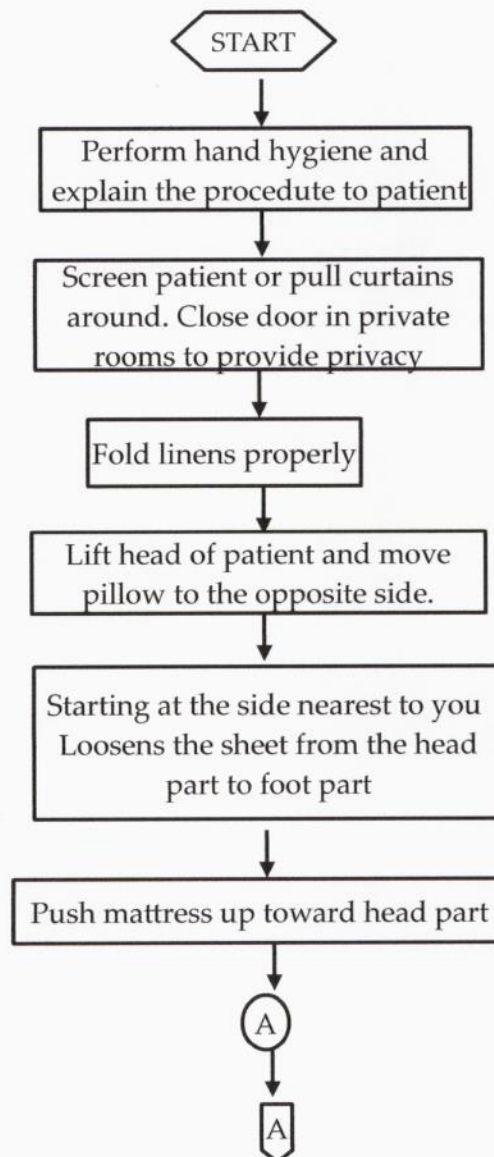 START
Perform hand hygiene and
explain the procedute to patient
Screen patient or pull curtains
around. Close door in private
rooms to provide privacy
Fold linens properly
Lift head of patient and move
pillow to the opposite side.
Starting at the side nearest to you
Loosens the sheet from the head
part to foot part
Push mattress up toward head part
A
A